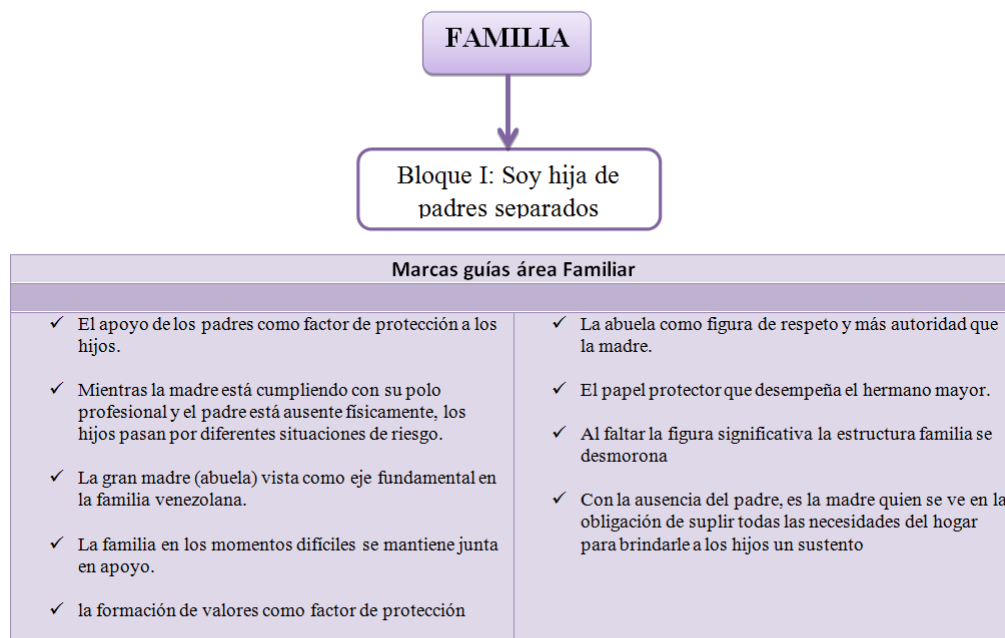 FAMILIA
Bloque I: Soy hija de
padres separados
Marcas guías área Familiar
✓ El apoyo de los padres como factor de protección a los
hijos.
✓ Mientras la madre está cumpliendo con su polo
profesional y el padre está ausente físicamente, los
hijos pasan por diferentes situaciones de riesgo.
✓ La gran madre (abuela) vista como eje fundamental en
la familia venezolana.
✓ La familia en los momentos difíciles se mantiene junta
en apoyo.
✓ la formación de valores como factor de protección
✓ La abuela como figura de respeto y más autoridad que
la madre.
✓ El papel protector que desempeña el hermano mayor.
✓ Al faltar la figura significativa la estructura familia se
desmorona
✓ Con la ausencia del padre, es la madre quien se ve en la
obligación de suplir todas las necesidades del hogar
para brindarle a los hijos un sustento